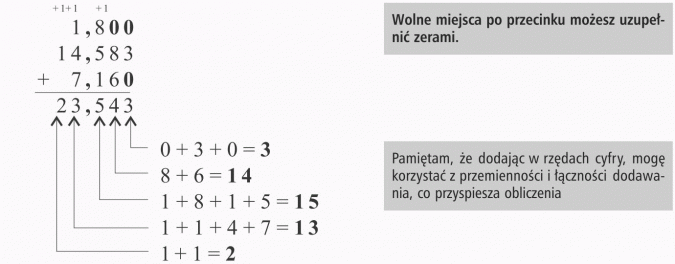 +1+1 +1
1,800
14,583
+ 7,160
23,543
0 + 3 + 0 = 3
8 + 6 = 14
1 + 8 + 1 + 5 = 15
1 + 1 + 4 + 7 = 13
1 + 1 = 2
Wolne miejsca po przecinku możesz uzupeł-
nić zerami.
Pamiętam, że dodając w rzędach cyfry, mogę
korzystać z przemienności i łączności dodawa-
nia, co przyspiesza obliczenia